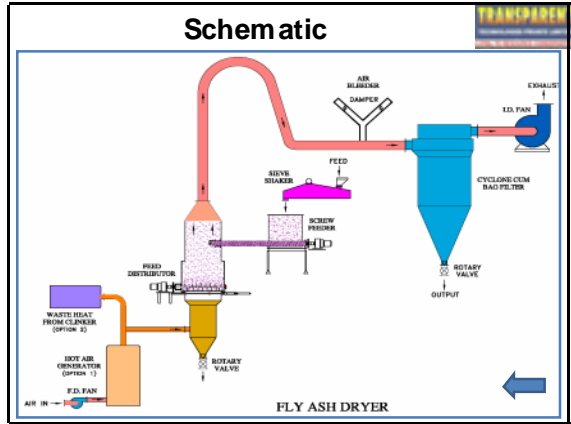 Schematic
TRANSPAREN
AIR
BLEEDER
DAMPER
EXHAUST
I.D. FAN
SIEVE
SHAKER
FEED
CYCLONE CUM
BAG FILTER
SCREW
FEEDER
FEED
DISTRIBUTOR
ROTARY
VALVE
OUTPUT
WASTE HEAT
FROM CLINKER
(OPTION 2)
HOT AIR
GENERATOR
(OPTION 1)
ROTARY
VALVE
F.D. FAN
AIR IN
FLY ASH DRYER